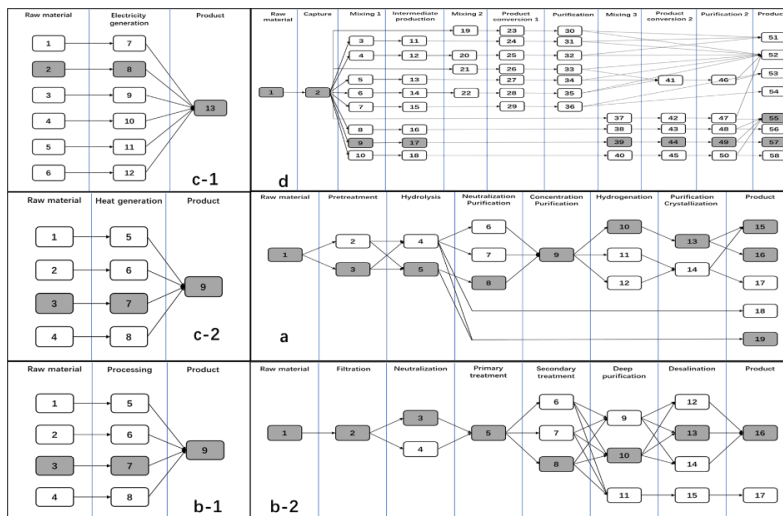 Raw material Electricity generation Product
1 7
2 8
3 9
13
4 10
5 11
6 12
c-1
Raw material Capture Mixing 1 Intermediate production Mixing 2 Product conversion 1 Purification Mixing 3 Product conversion 2 Purification 2 Product
19 23 30
51
3 11 24 31
4 12 20 25 32 52
21 26 33
53
5 13 27 34 41 46
1 2 6 14 22 28 35 54
7 15 29 36
37 42 47 55
8 16 38 43 48 56
9 17 39 44 49 57
10 18 40 45 50 58
d
Raw material Heat generation Product
1 5
2 6
9
3 7
4 8
c-2
Raw material Pretreatment Hydrolysis Neutralization Purification Concentration Purification Hydrogenation Purification Crystallization Product
6 10 15
2 4 13
1 7 9 11 16
3 5 14
8 12 17
18
19
a
Raw material Processing Product
1 5
2 6
9
3 7
4 8
b-1
Raw material Filtration Neutralization Primary treatment Secondary treatment Deep purification Desalination Product
6 12
3 9
1 2 5 7 13 16
4 10
8 14
11 15 17
b-2